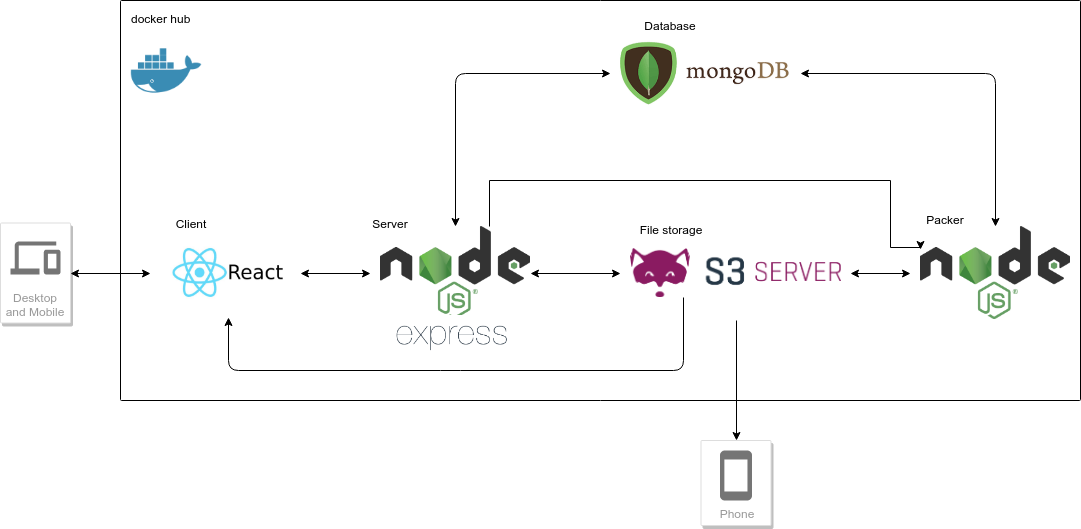 docker hub
Database
mongoDB
Client
Server
File storage
Packer
React
node
JS®
express
S3 SERVER
node
JS®
Desktop
and Mobile
Phone